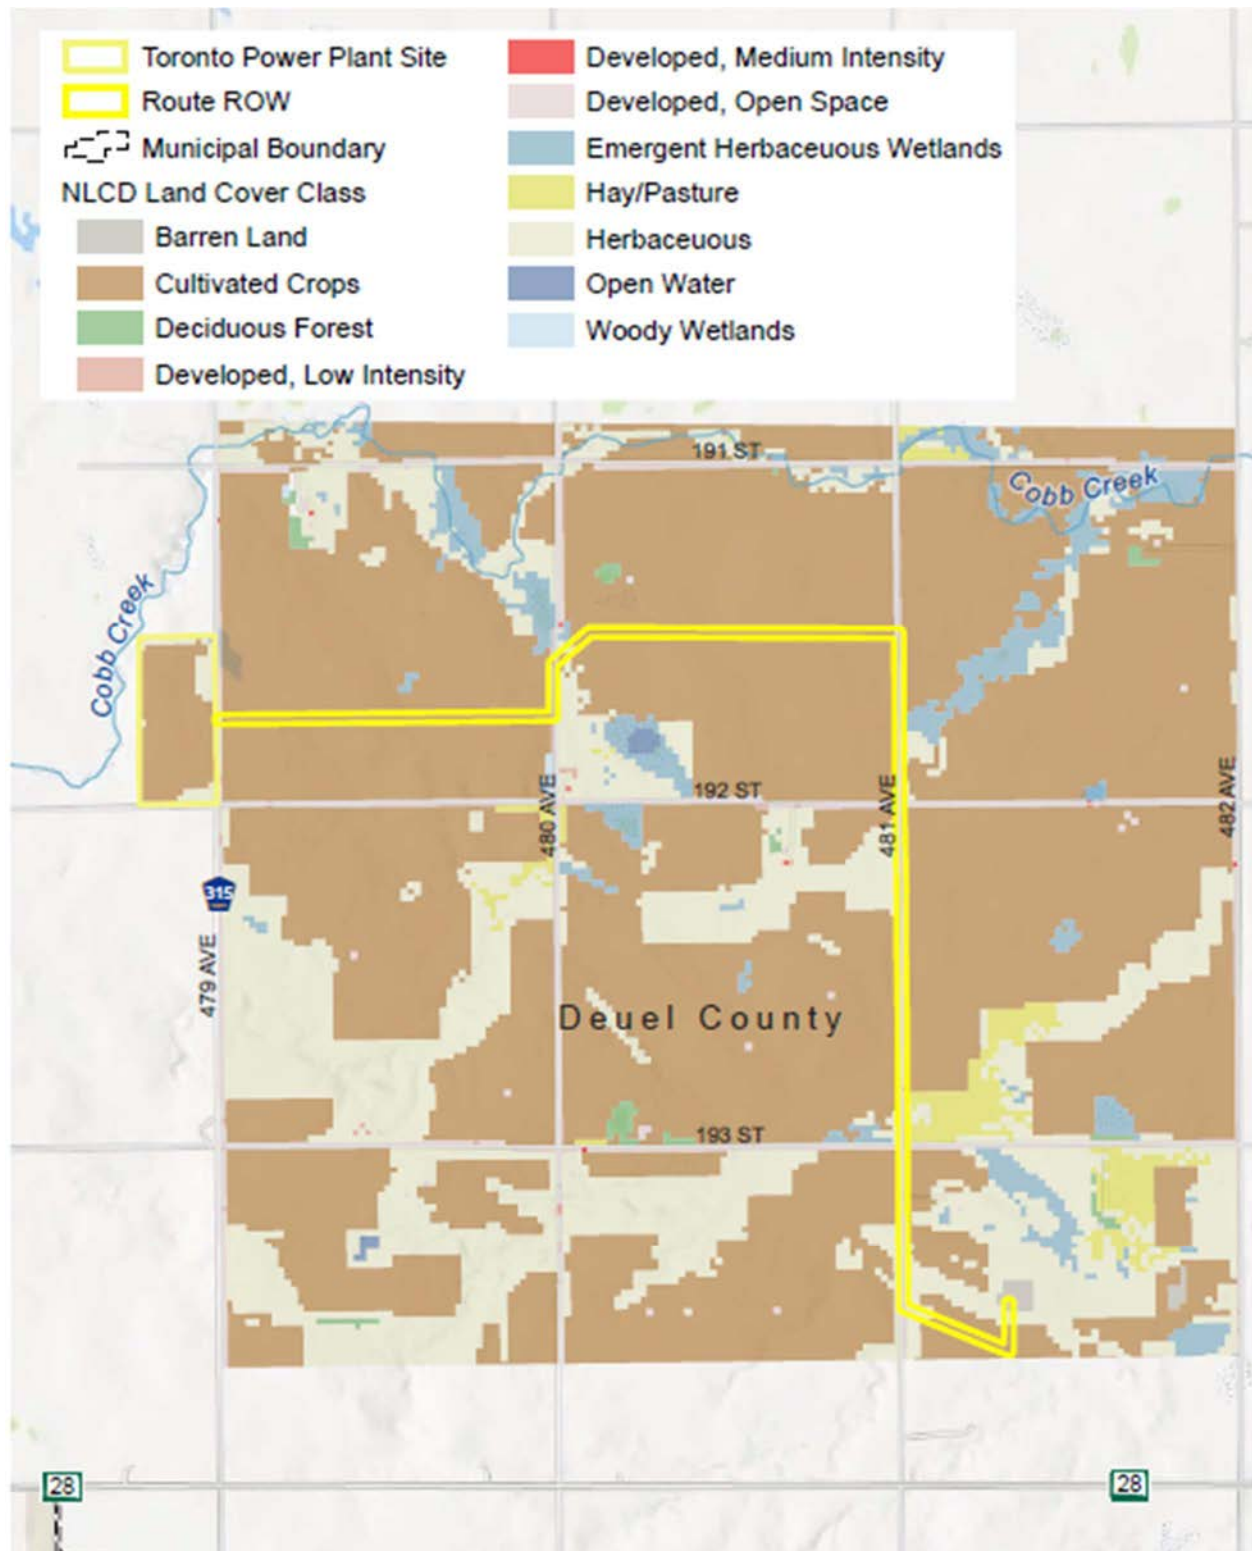 Toronto Power Plant Site
Route ROW
Municipal Boundary
NLCD Land Cover Class
Barren Land
Cultivated Crops
Deciduous Forest
Developed, Low Intensity
Developed, Medium Intensity
Developed, Open Space
Emergent Herbaceuous Wetlands
Hay/Pasture
Herbaceuous
Open Water
Woody Wetlands
191 ST
Cobb Creek
Cobb Creek
192 ST
480 AVE
481 AVE
482 AVE
315
479 AVE
Deuel County
193 ST
28
28